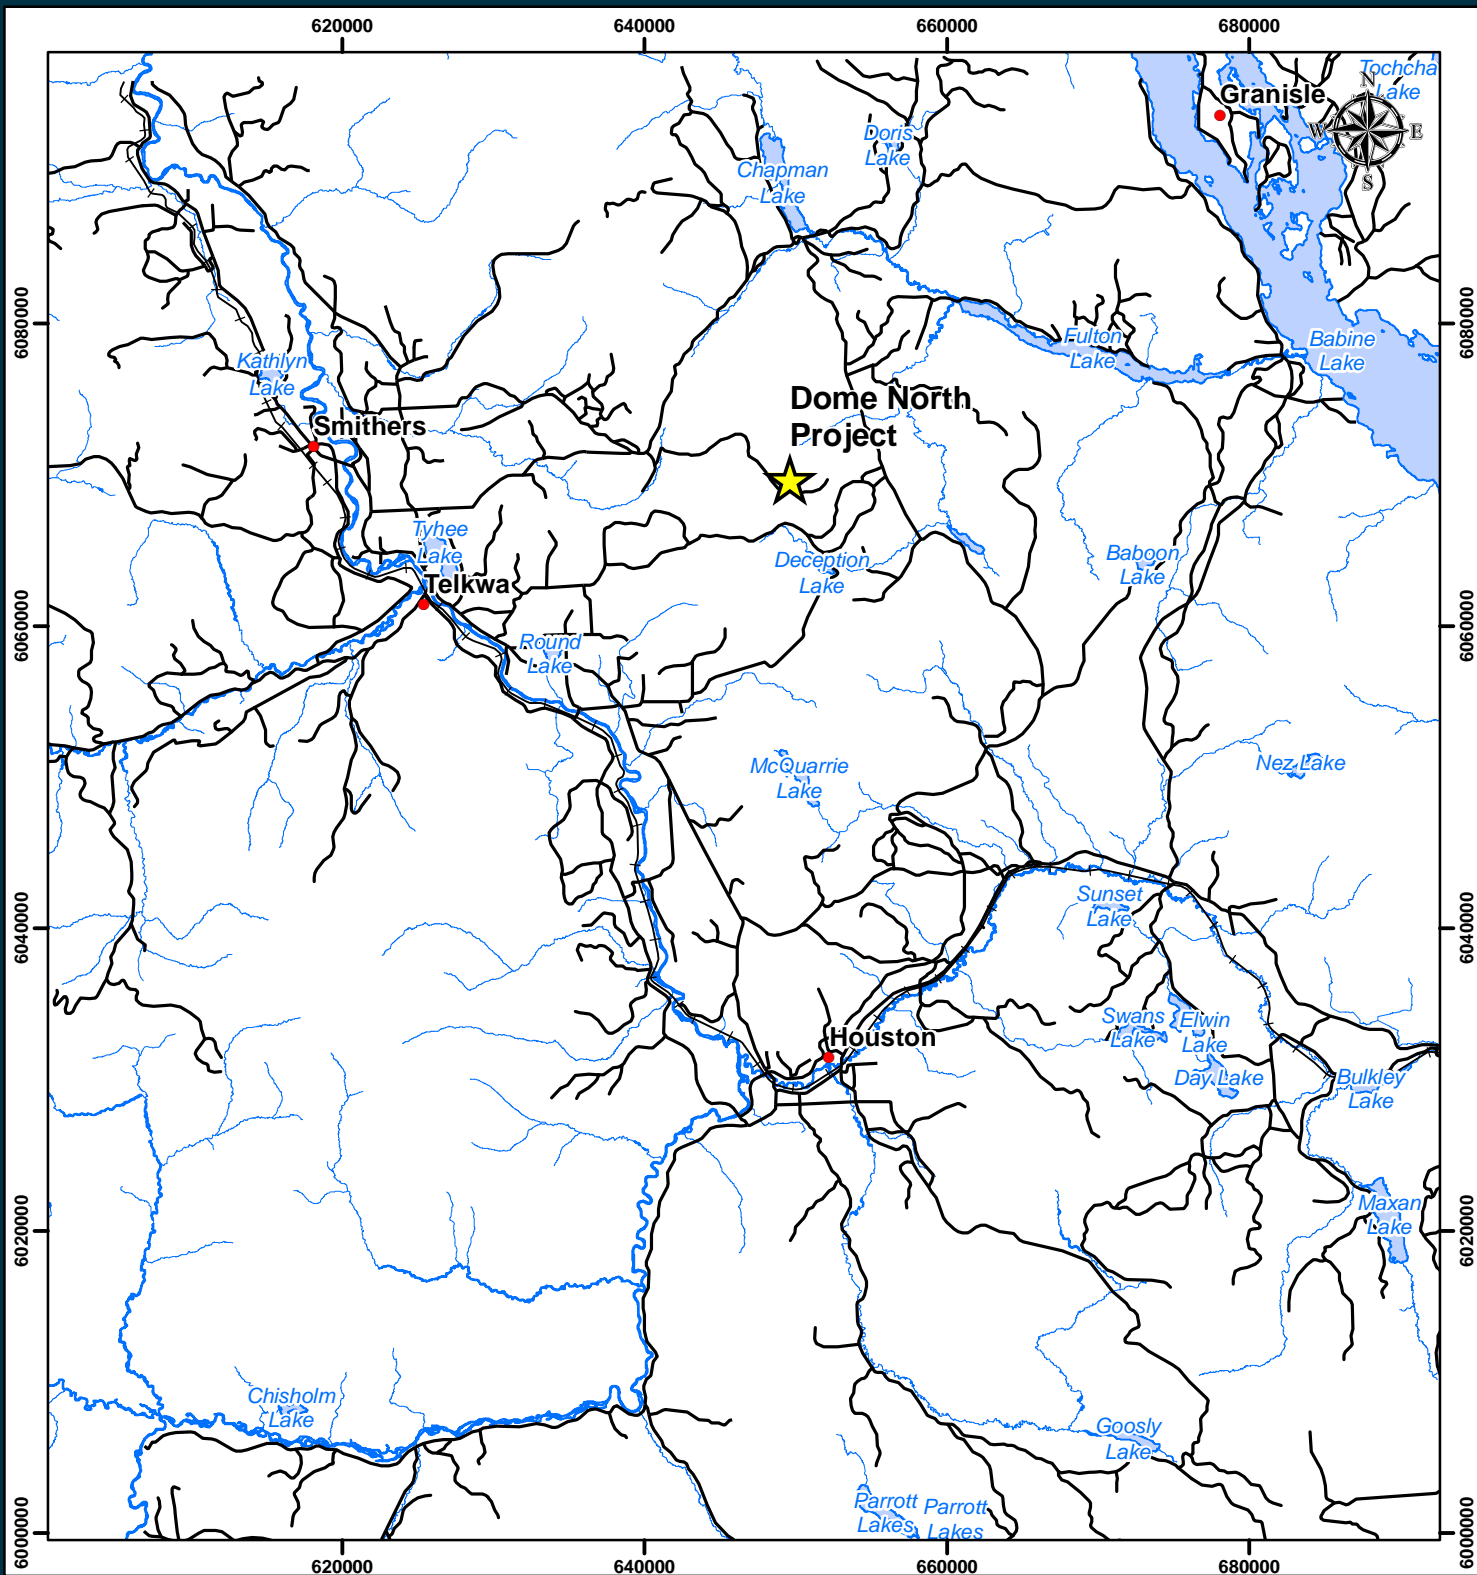 620000
640000
660000
680000
Tochcha
Lake
Granisle
N
W
E
S
Doris
Lake
Chapman
Lake
6080000
6080000
Kathlyn
Lake
Fulton
Lake
Babine
Lake
Dome North
Project
Smithers
Tyhee
Lake
Deception
Lake
Baboon
Lake
Telkwa
6060000
6060000
Round
Lake
McQuarrie
Lake
Nez Lake
Sunset
Lake
6040000
6040000
Swans
Lake
Elwin
Lake
Houston
Day Lake
Bulkley
Lake
Maxan
Lake
6020000
6020000
Chisholm
Lake
Goosly
Lake
Parrott
Lakes
Parrott
Lakes
6000000
6000000
620000
640000
660000
680000